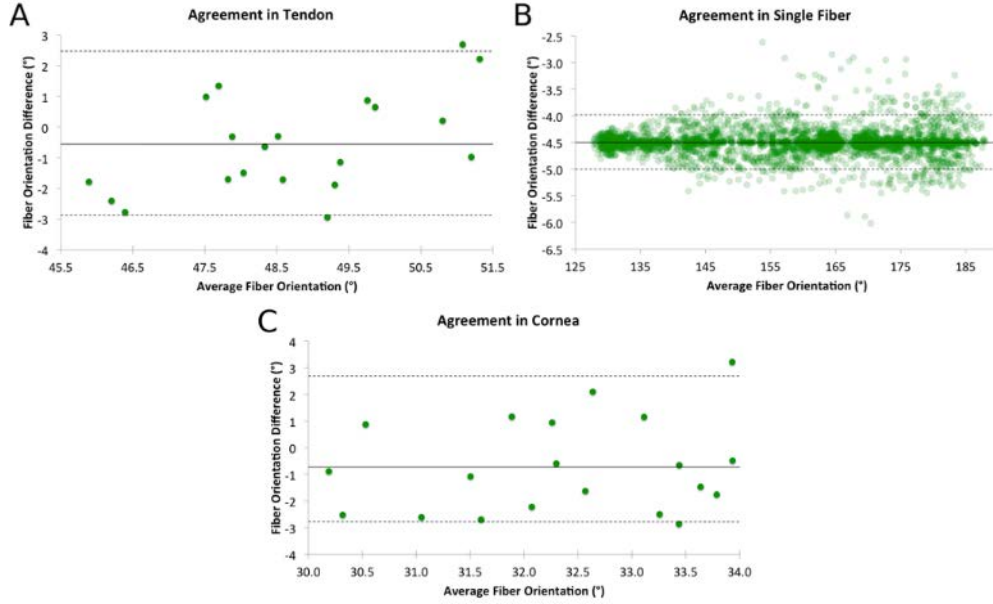 A
Agreement in Tendon
Fiber Orientation Difference (°)
3
2
1
0
-1
-2
-3
-4
45.5 46.5 47.5 48.5 49.5 50.5 51.5
Average Fiber Orientation (°)
B
Agreement in Single Fiber
Fiber Orientation Difference (°)
-2.5
-3.0
-3.5
-4.0
-4.5
-5.0
-5.5
-6.0
-6.5
125 135 145 155 165 175 185
Average Fiber Orientation (°)
C
Agreement in Cornea
Fiber Orientation Difference (°)
4
3
2
1
0
-1
-2
-3
-4
30.0 30.5 31.0 31.5 32.0 32.5 33.0 33.5 34.0
Average Fiber Orientation (°)